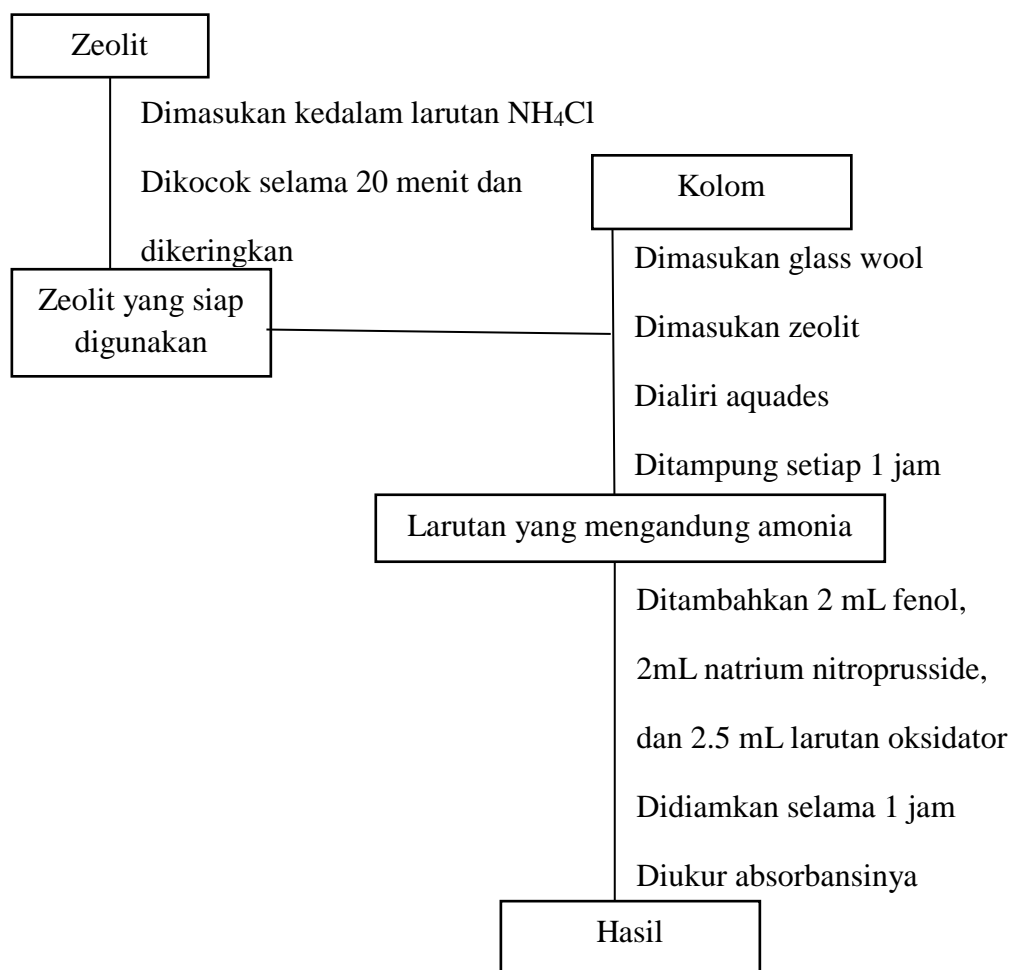 Zeolit
Dimasukan kedalam larutan NH₄Cl
Dikocok selama 20 menit dan
dikeringkan
Zeolit yang siap
digunakan
Kolom
Dimasukan glass wool
Dimasukan zeolit
Dialiri aquades
Ditampung setiap 1 jam
Larutan yang mengandung amonia
Ditambahkan 2 mL fenol,
2mL natrium nitroprusside,
dan 2.5 mL larutan oksidator
Didiamkan selama 1 jam
Diukur absorbansinya
Hasil